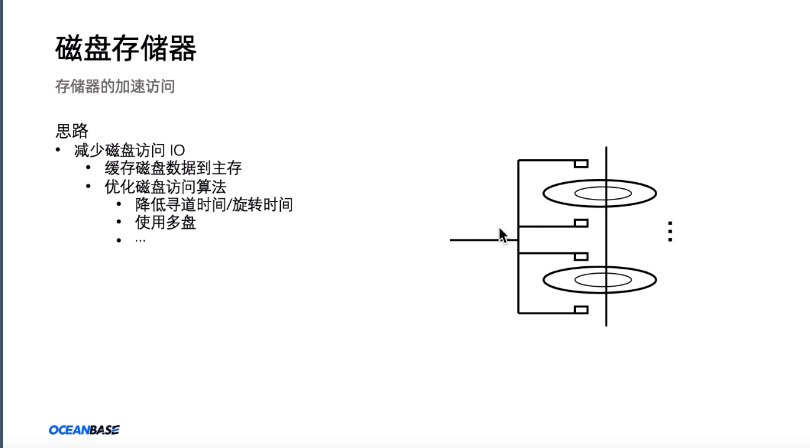 磁盘存储器
存储器的加速访问
思路
• 减少磁盘访问 IO
• 缓存磁盘数据到主存
• 优化磁盘访问算法
• 降低寻道时间/旋转时间
• 使用多盘
• ...
OCEANBASE